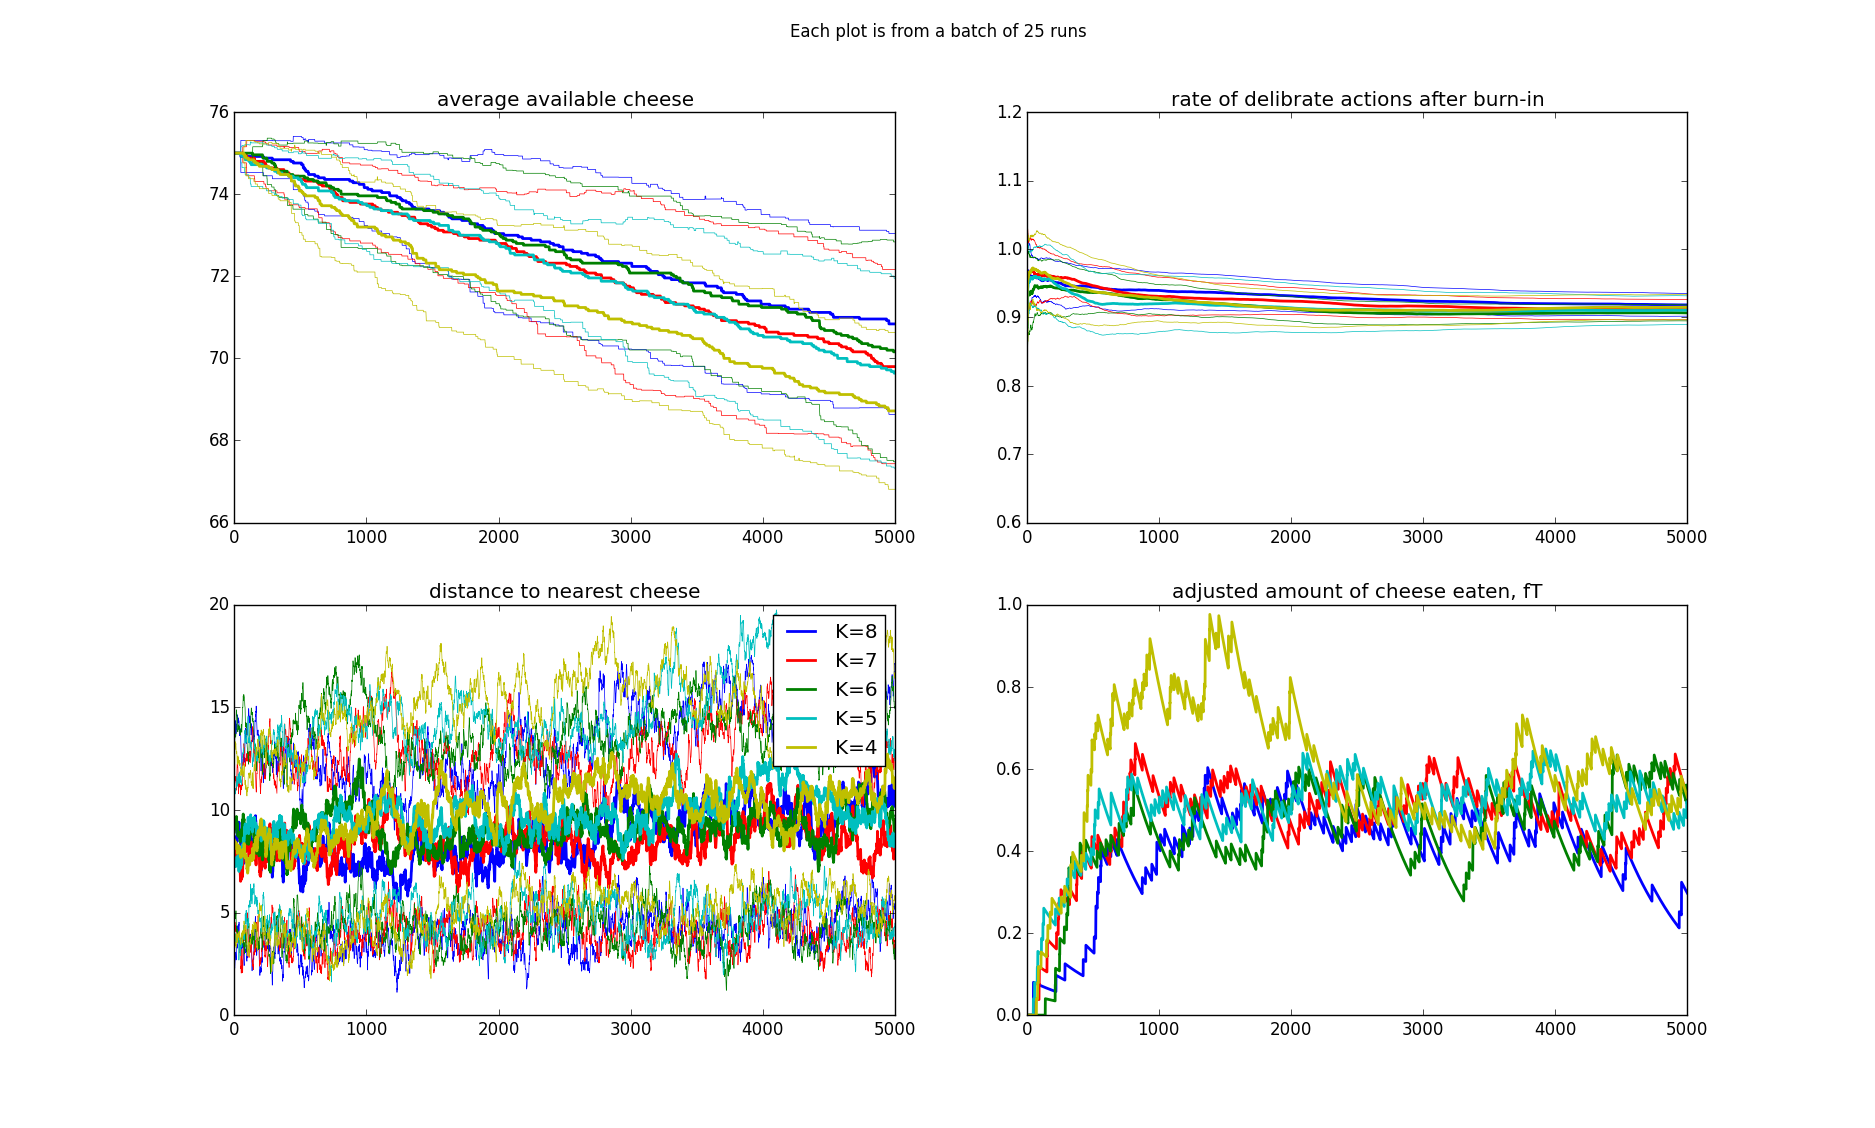 Each plot is from a batch of 25 runs
average available cheese
76
74
72
70
68
66
0 1000 2000 3000 4000 5000
rate of delibrate actions after burn-in
1.2
1.1
1.0
0.9
0.8
0.7
0.6
0 1000 2000 3000 4000 5000
distance to nearest cheese
20
15
10
5
0
0 1000 2000 3000 4000 5000
K=8
K=7
K=6
K=5
K=4
adjusted amount of cheese eaten, fT
1.0
0.8
0.6
0.4
0.2
0.0
0 1000 2000 3000 4000 5000